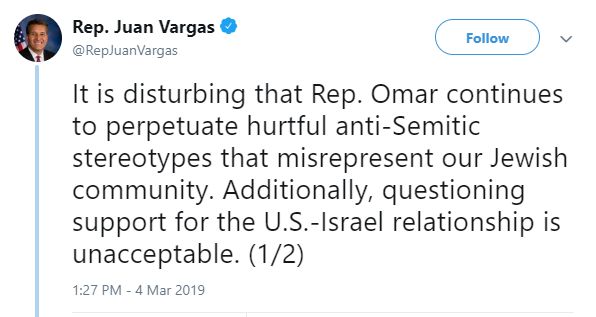 Rep. Juan Vargas
@RepJuanVargas
Follow
It is disturbing that Rep. Omar continues
to perpetuate hurtful anti-Semitic
stereotypes that misrepresent our Jewish
community. Additionally, questioning
support for the U.S.-Israel relationship is
unacceptable. (1/2)
1:27 PM - 4 Mar 2019